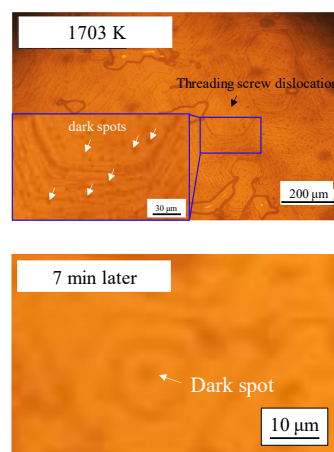 1703 K
Threading screw dislocation
dark spots
30 μm
200 μm
7 min later
Dark spot
10 μm